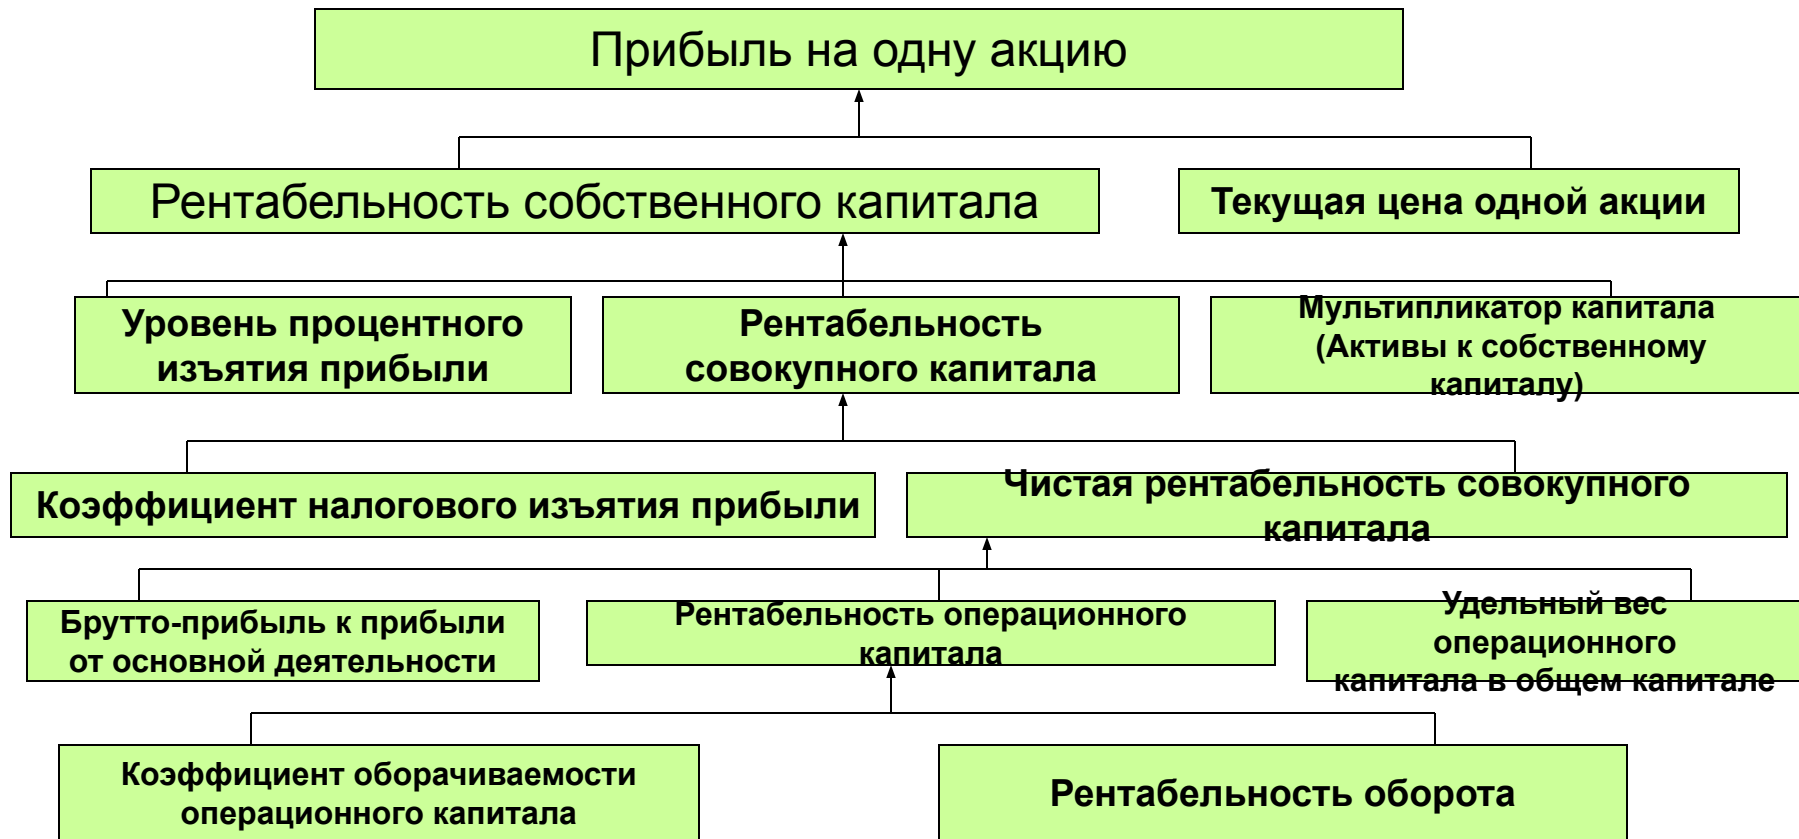 Прибыль на одну акцию
Рентабельность собственного капитала
Текущая цена одной акции
Уровень процентного
изъятия прибыли
Рентабельность
совокупного капитала
Мультипликатор капитала
(Активы к собственному
капиталу)
Коэффициент налогового изъятия прибыли
Чистая рентабельность совокупного
капитала
Брутто-прибыль к прибыли
от основной деятельности
Рентабельность операционного
капитала
Удельный вес
операционного
капитала в общем капитале
Коэффициент оборачиваемости
операционного капитала
Рентабельность оборота